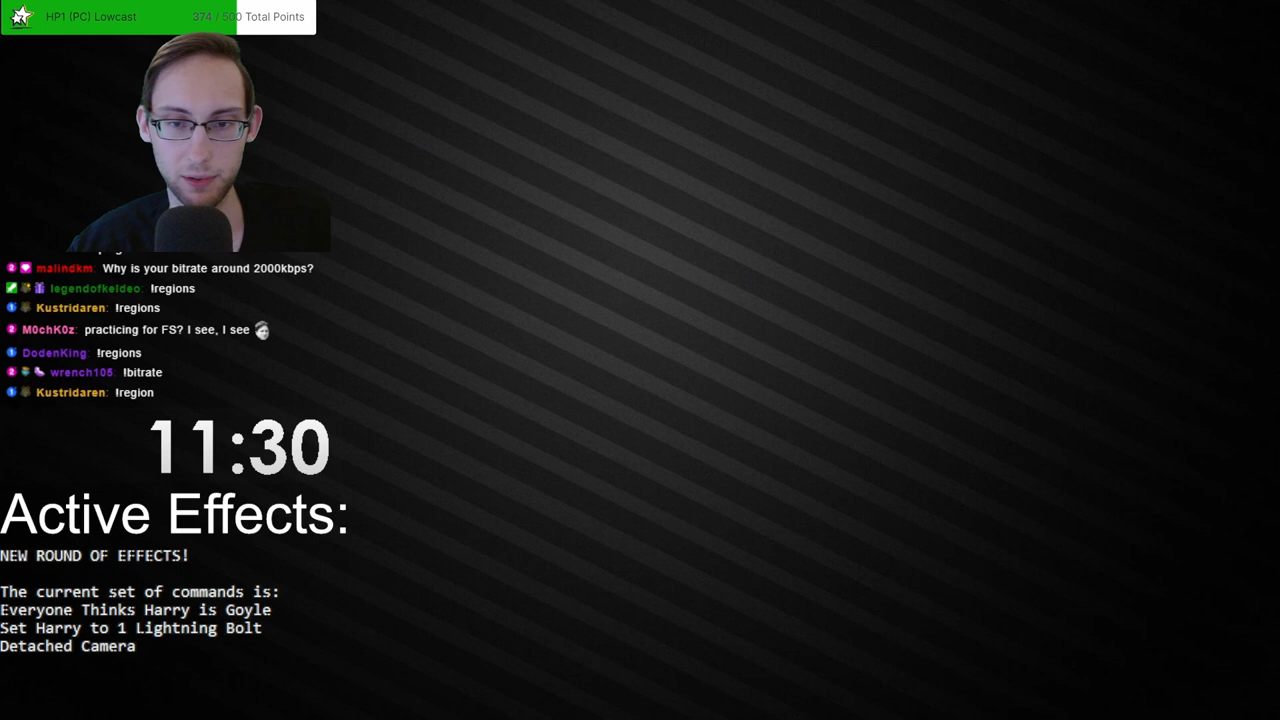 HP1 (PC) Lowcast 374 / 500 Total Points
malindkm: Why is your bitrate around 2000kbps?
legendofkeldeo: !regions
Kustridaren: !regions
M0chK0z: practicing for FS? I see, I see
DodenKing: !regions
wrench105: !bitrate
Kustridaren: !region
11:30
Active Effects:
NEW ROUND OF EFFECTS!
The current set of commands is:
Everyone Thinks Harry is Goyle
Set Harry to 1 Lightning Bolt
Detached Camera